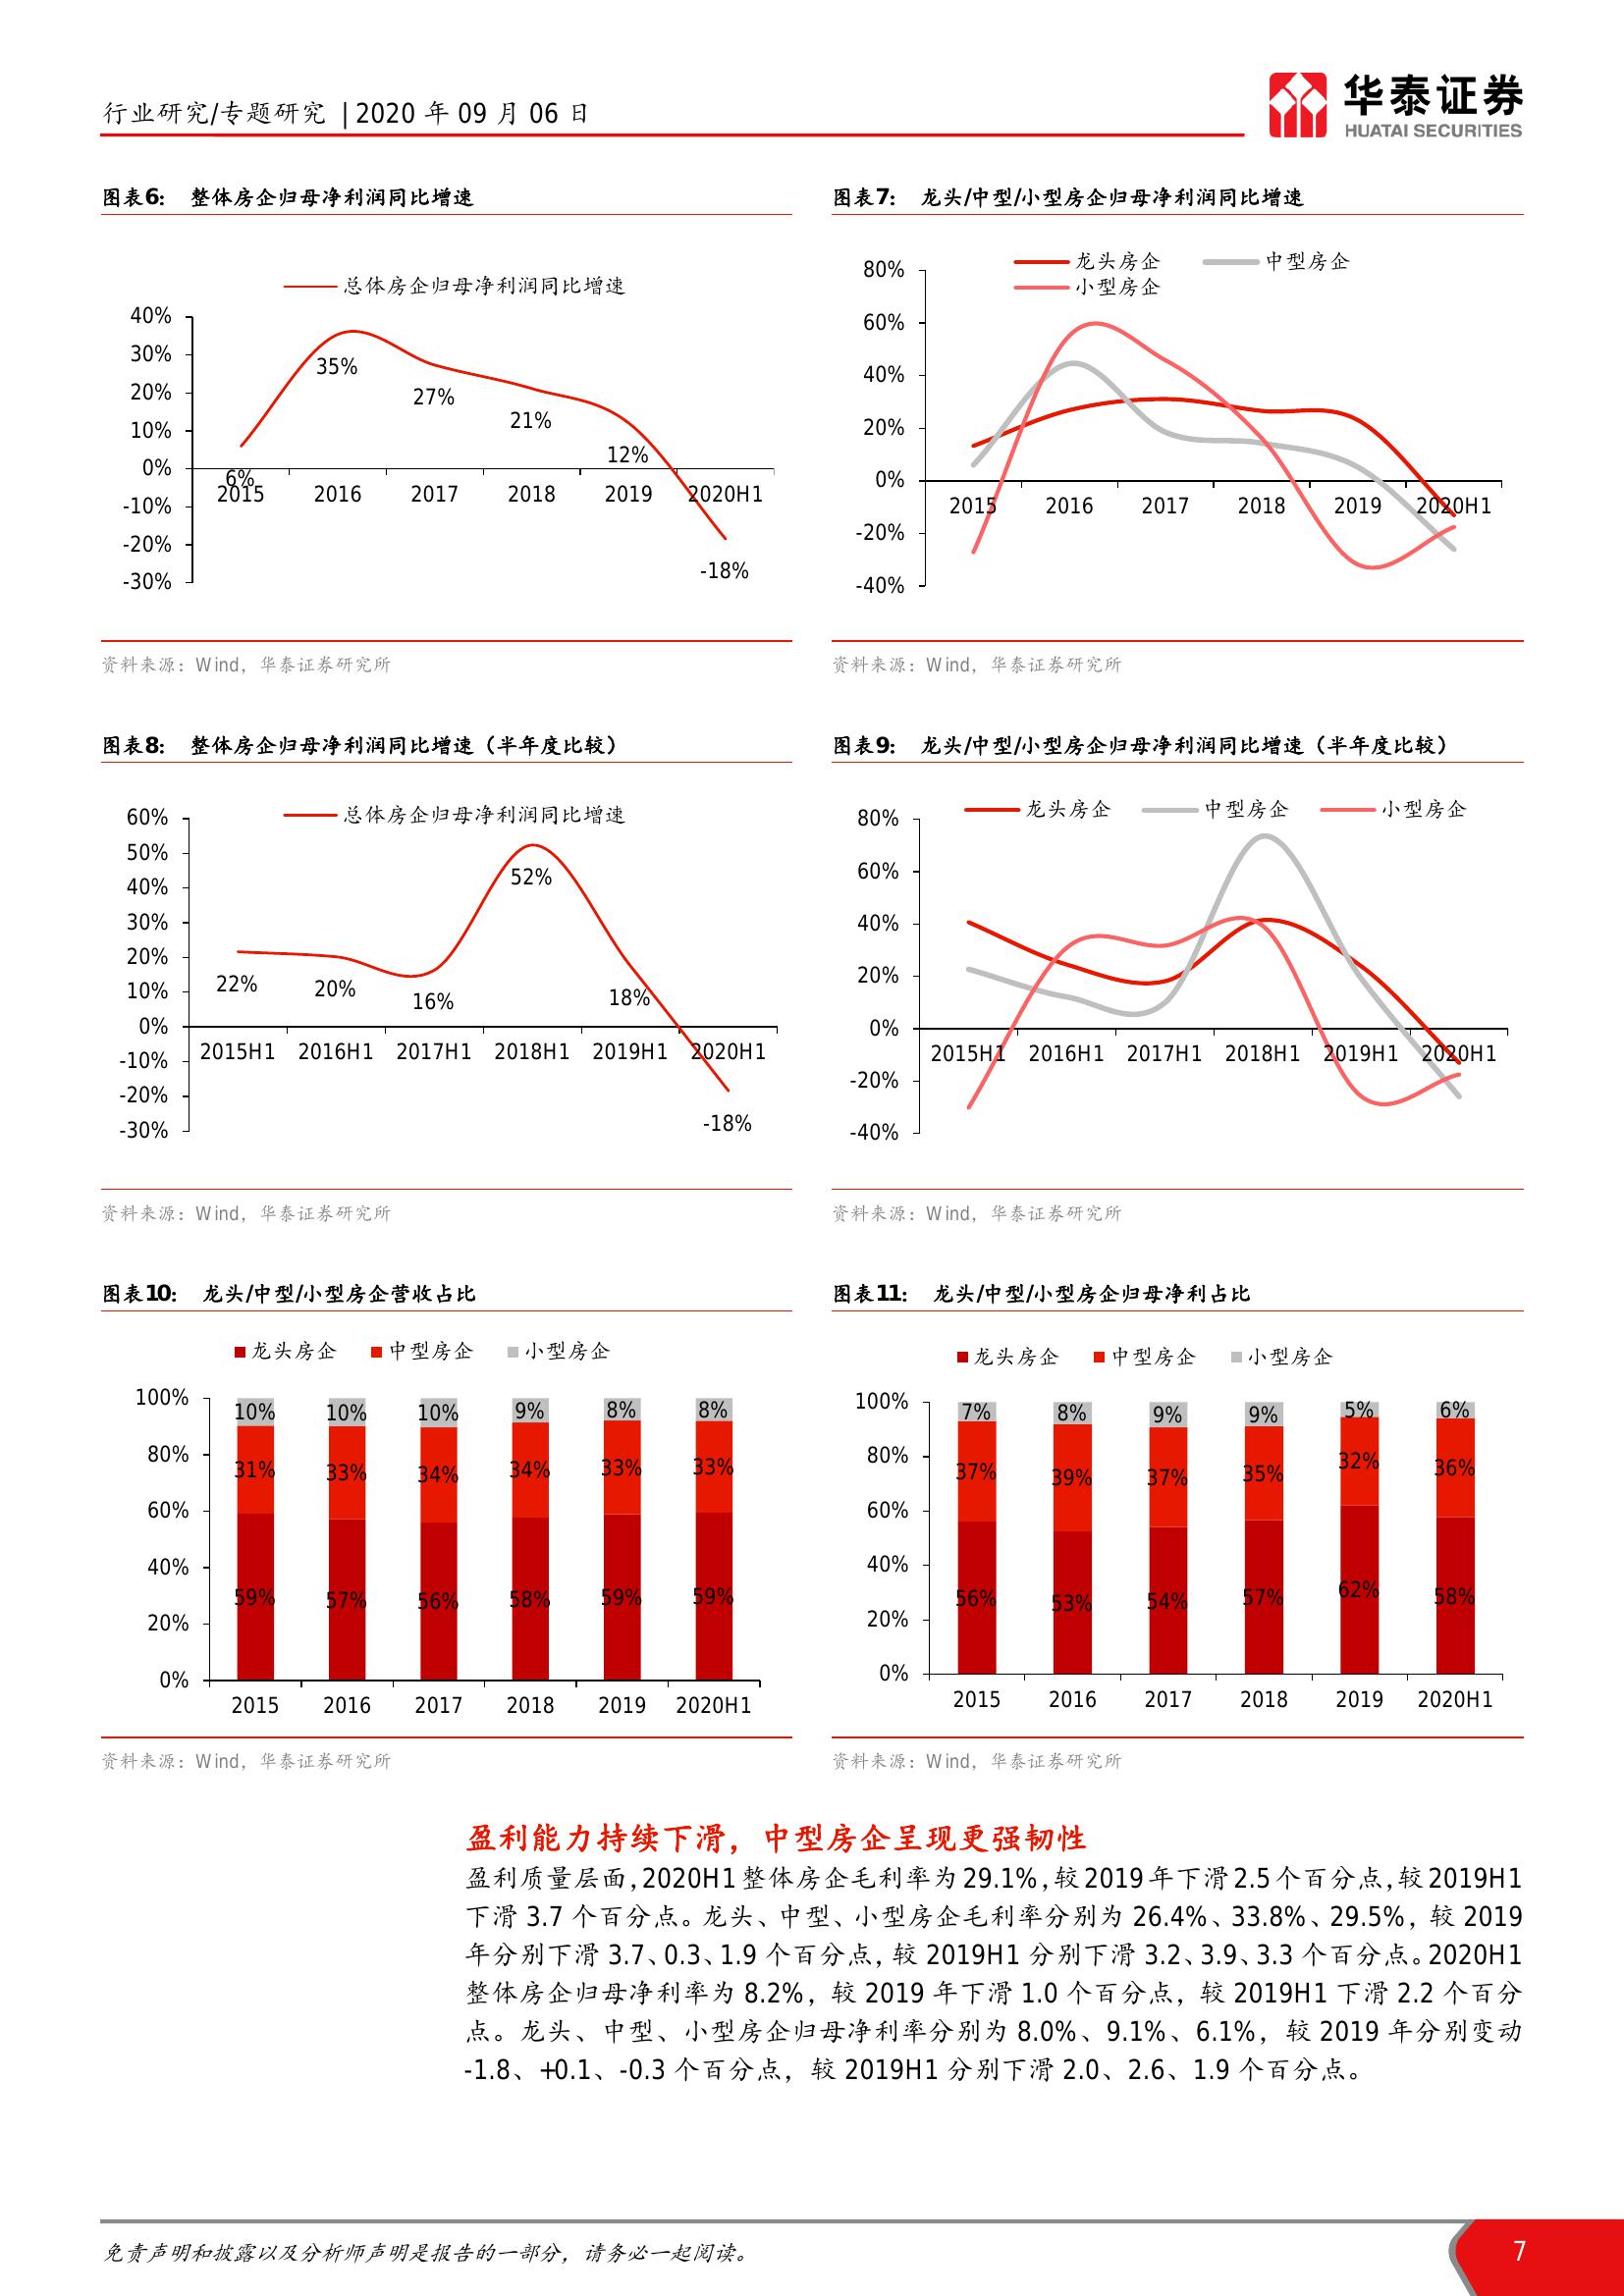 行业研究/专题研究 | 2020 年 09 月 06 日
华泰证券
HUATAI SECURITIES
图表6: 整体房企归母净利润同比增速
总体房企归母净利润同比增速
40%
30%
20%
10%
0%
-10%
-20%
-30%
6%
35%
27%
21%
12%
-18%
2015 2016 2017 2018 2019 2020H1
资料来源：Wind，华泰证券研究所
图表7: 龙头/中型/小型房企归母净利润同比增速
龙头房企 中型房企
小型房企
80%
60%
40%
20%
0%
-20%
-40%
2015 2016 2017 2018 2019 2020H1
资料来源：Wind，华泰证券研究所
图表8: 整体房企归母净利润同比增速（半年度比较）
总体房企归母净利润同比增速
60%
50%
40%
30%
20%
10%
0%
-10%
-20%
-30%
22% 20% 16% 52% 18% -18%
2015H1 2016H1 2017H1 2018H1 2019H1 2020H1
资料来源：Wind，华泰证券研究所
图表9: 龙头/中型/小型房企归母净利润同比增速（半年度比较）
龙头房企 中型房企 小型房企
80%
60%
40%
20%
0%
-20%
-40%
2015H1 2016H1 2017H1 2018H1 2019H1 2020H1
资料来源：Wind，华泰证券研究所
图表10: 龙头/中型/小型房企营收占比
龙头房企 中型房企 小型房企
100%
80%
60%
40%
20%
0%
10% 10% 10% 9% 8% 8%
31% 33% 34% 34% 33% 33%
59% 57% 56% 58% 59% 59%
2015 2016 2017 2018 2019 2020H1
资料来源：Wind，华泰证券研究所
图表11: 龙头/中型/小型房企归母净利占比
龙头房企 中型房企 小型房企
100%
80%
60%
40%
20%
0%
7% 8% 9% 9% 5% 6%
37% 39% 37% 35% 32% 36%
56% 53% 54% 57% 62% 58%
2015 2016 2017 2018 2019 2020H1
资料来源：Wind，华泰证券研究所
盈利能力持续下滑，中型房企呈现更强韧性
盈利质量层面，2020H1 整体房企毛利率为 29.1%，较 2019 年下滑 2.5 个百分点，较 2019H1
下滑 3.7 个百分点。龙头、中型、小型房企毛利率分别为 26.4%、33.8%、29.5%，较 2019
年分别下滑 3.7、0.3、1.9 个百分点，较 2019H1 分别下滑 3.2、3.9、3.3 个百分点。2020H1
整体房企归母净利率为 8.2%，较 2019 年下滑 1.0 个百分点，较 2019H1 下滑 2.2 个百分
点。龙头、中型、小型房企归母净利率分别为 8.0%、9.1%、6.1%，较 2019 年分别变动
-1.8、+0.1、-0.3 个百分点，较 2019H1 分别下滑 2.0、2.6、1.9 个百分点。
免责声明和披露以及分析师声明是报告的一部分，请务必一起阅读。
7